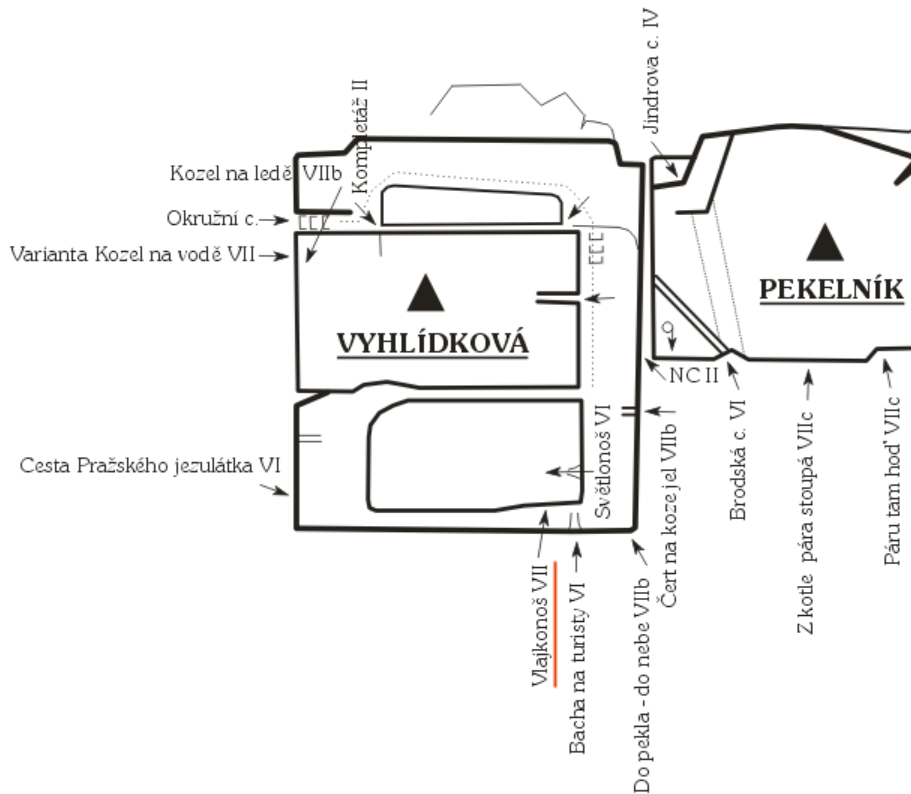 Jindrova c. IV
Kompletáž II
Kozel na ledě VIIb
Okružní c.
Varianta Kozel na vodě VII
PEKELNÍK
VYHLÍDKOVÁ
NC II
Cesta Pražského jezulátka VI
Světlonoš VI
Čert na koze jel VIIb
Brodská c. VI
Z kotle pára stoupá VIIc
Páru tam hoď VIIc
Vlajkonoš VII
Bacha na turisty VI
Do pekla - do nebe VIIb